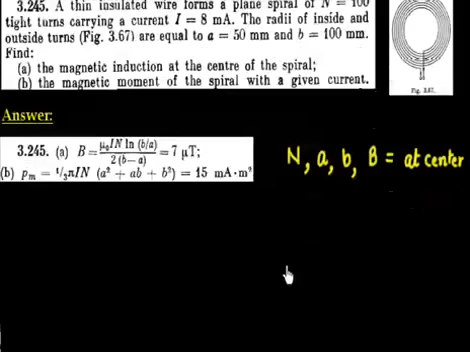 3.245. A thin insulated wire forms a plane spiral of N = 100
tight turns carrying a current I = 8 mA. The radii of inside and
outside turns (Fig. 3.67) are equal to a = 50 mm and b = 100 mm.
Find:
(a) the magnetic induction at the centre of the spiral;
(b) the magnetic moment of the spiral with a given current.
Fig. 3.67.
Answer:
3.245. (a) B = μ₀IN ln (b/a) / 2 (b−a) = 7 μT;
(b) pₘ = ¹/₃πIN (a² + ab + b²) = 15 mA·m²
N, a, b, B = at center